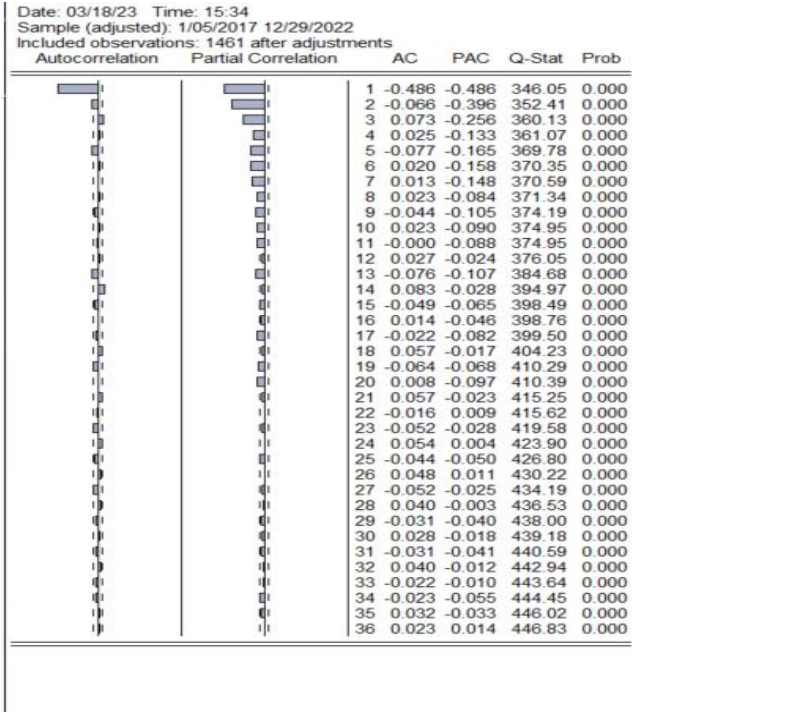 Date: 03/18/23 Time: 15:34
Sample (adjusted): 1/05/2017 12/29/2022
Included observations: 1461 after adjustments
Autocorrelation Partial Correlation AC PAC Q-Stat Prob
1 -0.486 -0.486 346.05 0.000
2 -0.066 -0.396 352.41 0.000
3 0.073 -0.256 360.13 0.000
4 0.025 -0.133 361.07 0.000
5 -0.077 -0.165 369.78 0.000
6 0.020 -0.158 370.35 0.000
7 0.013 -0.148 370.59 0.000
8 0.023 -0.084 371.34 0.000
9 -0.044 -0.105 374.19 0.000
10 0.023 -0.090 374.95 0.000
11 -0.000 -0.088 374.95 0.000
12 0.027 -0.024 376.05 0.000
13 -0.076 -0.107 384.68 0.000
14 0.083 -0.028 394.97 0.000
15 -0.049 -0.065 398.49 0.000
16 0.014 -0.046 398.76 0.000
17 -0.022 -0.082 399.50 0.000
18 0.057 -0.017 404.23 0.000
19 -0.064 -0.068 410.29 0.000
20 0.008 -0.097 410.39 0.000
21 0.057 -0.023 415.25 0.000
22 -0.016 0.009 415.62 0.000
23 -0.052 -0.028 419.58 0.000
24 0.054 0.004 423.90 0.000
25 -0.044 -0.050 426.80 0.000
26 0.048 0.011 430.22 0.000
27 -0.052 -0.025 434.19 0.000
28 0.040 -0.003 436.53 0.000
29 -0.031 -0.040 438.00 0.000
30 0.028 -0.018 439.18 0.000
31 -0.031 -0.041 440.59 0.000
32 0.040 -0.012 442.94 0.000
33 -0.022 -0.010 443.64 0.000
34 -0.023 -0.055 444.45 0.000
35 0.032 -0.033 446.02 0.000
36 0.023 0.014 446.83 0.000